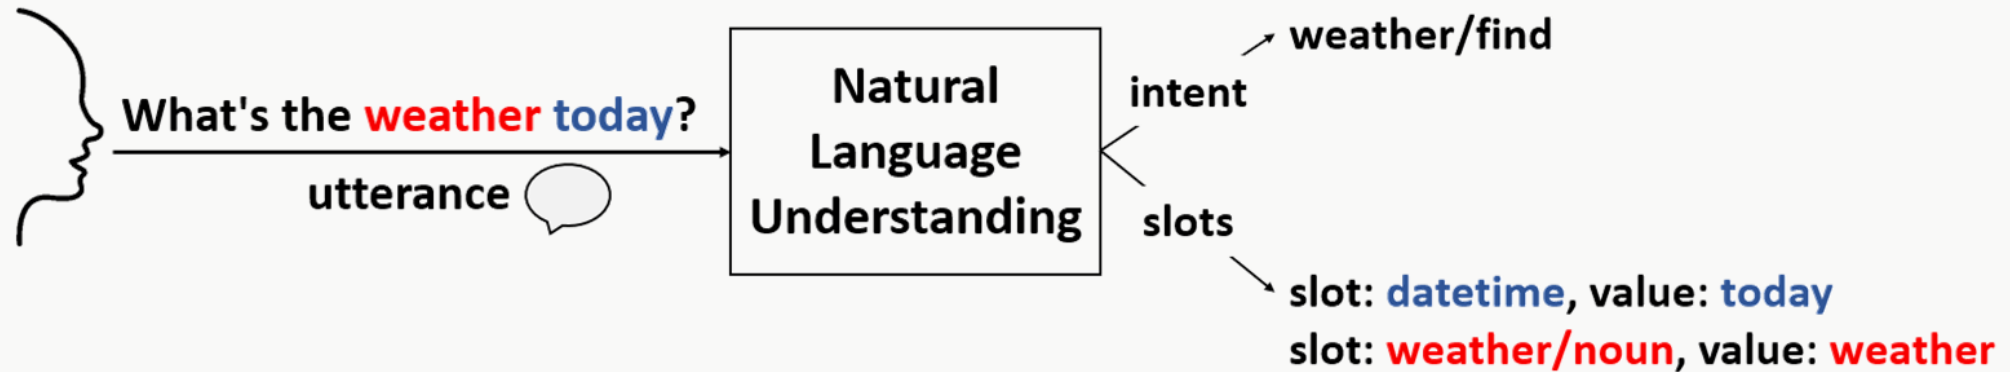 What's the weather today?
utterance
Natural
Language
Understanding
intent
weather/find
slots
slot: datetime, value: today
slot: weather/noun, value: weather